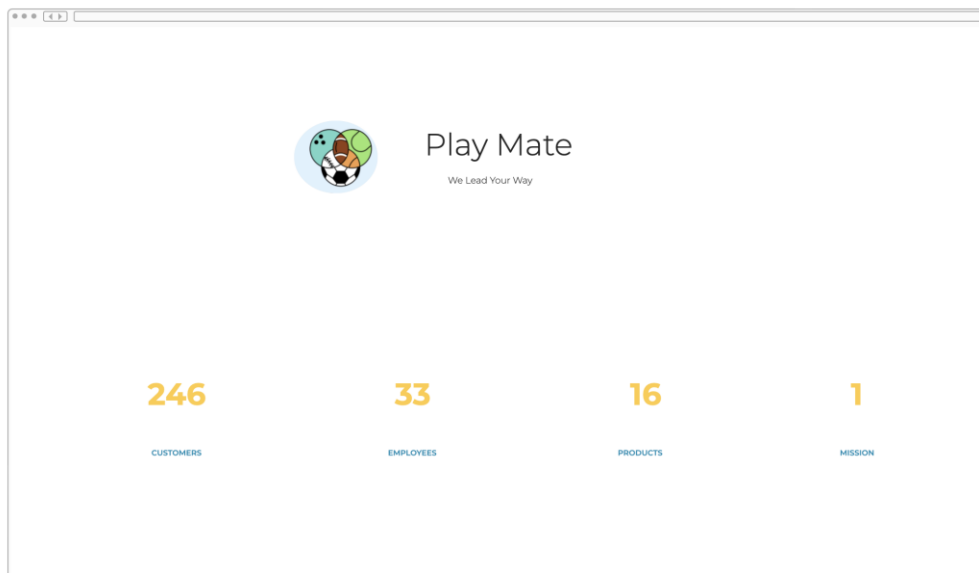 Play Mate
We Lead Your Way
246
33
16
1
CUSTOMERS
EMPLOYEES
PRODUCTS
MISSION